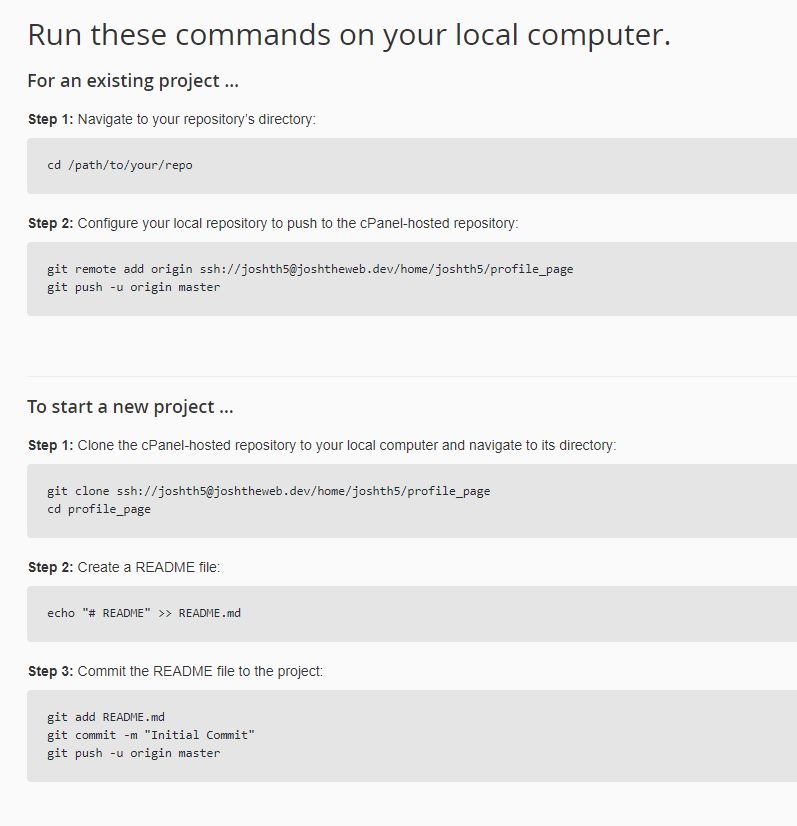 Run these commands on your local computer.
For an existing project ...
Step 1: Navigate to your repository’s directory:
cd /path/to/your/repo
Step 2: Configure your local repository to push to the cPanel-hosted repository:
git remote add origin ssh://joshth5@joshtheweb.dev/home/joshth5/profile_page
git push -u origin master
To start a new project ...
Step 1: Clone the cPanel-hosted repository to your local computer and navigate to its directory:
git clone ssh://joshth5@joshtheweb.dev/home/joshth5/profile_page
cd profile_page
Step 2: Create a README file:
echo "# README" >> README.md
Step 3: Commit the README file to the project:
git add README.md
git commit -m "Initial Commit"
git push -u origin master